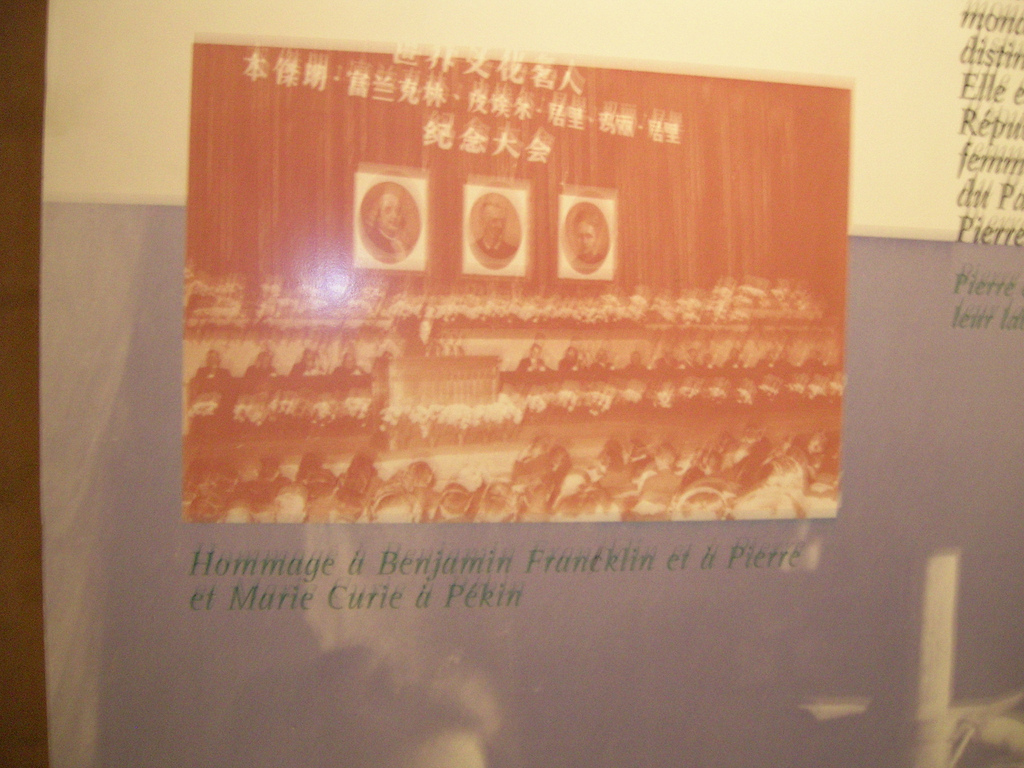 世界文化名人
本傑明·富兰克林·皮埃尔·居里·玛丽·居里
纪念大会
Hommage à Benjamin Francklin et à Pierre
et Marie Curie à Pékin
mond
distin
Elle e
Répu
femm
du Pa
Pierre
Pierre
leur la